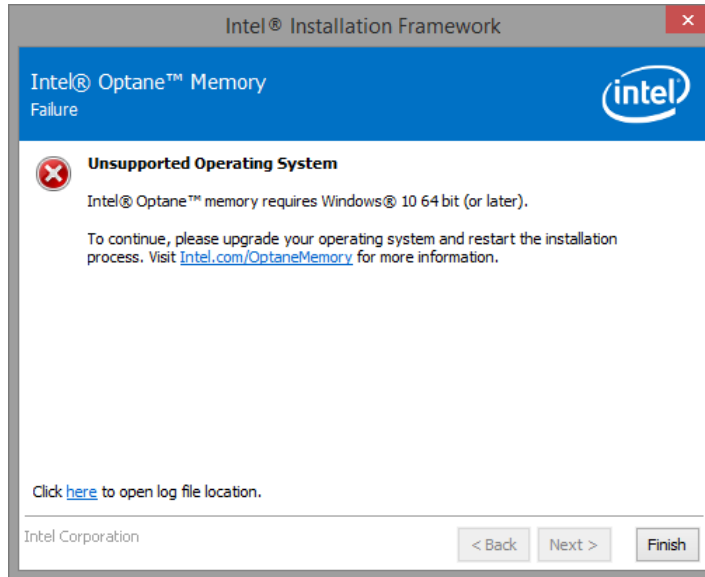 Intel® Installation Framework
Intel® Optane™ Memory
Failure
intel
Unsupported Operating System
Intel® Optane™ memory requires Windows® 10 64 bit (or later).
To continue, please upgrade your operating system and restart the installation
process. Visit Intel.com/OptaneMemory for more information.
Click here to open log file location.
Intel Corporation
< Back
Next >
Finish